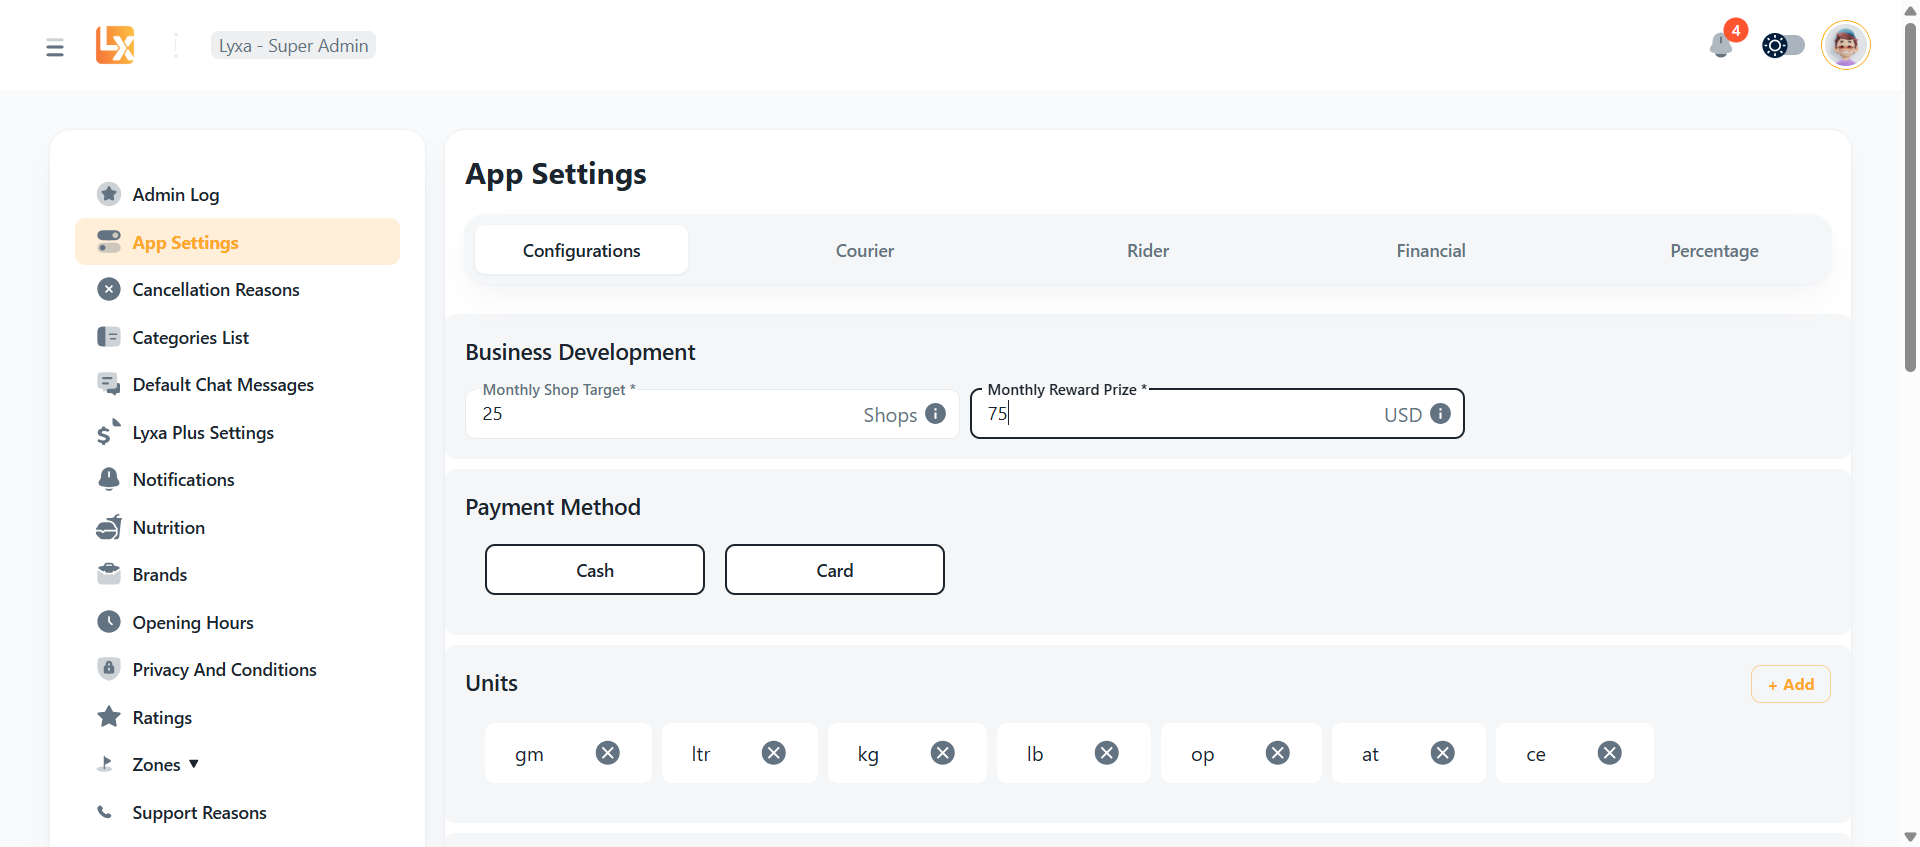 LX
Lyxa - Super Admin
4
Admin Log
App Settings
Cancellation Reasons
Categories List
Default Chat Messages
Lyxa Plus Settings
Notifications
Nutrition
Brands
Opening Hours
Privacy And Conditions
Ratings
Zones ▼
Support Reasons
App Settings
Configurations
Courier
Rider
Financial
Percentage
Business Development
Monthly Shop Target *
25
Shops
Monthly Reward Prize *
75
USD
Payment Method
Cash
Card
Units
+ Add
gm
ltr
kg
lb
op
at
ce